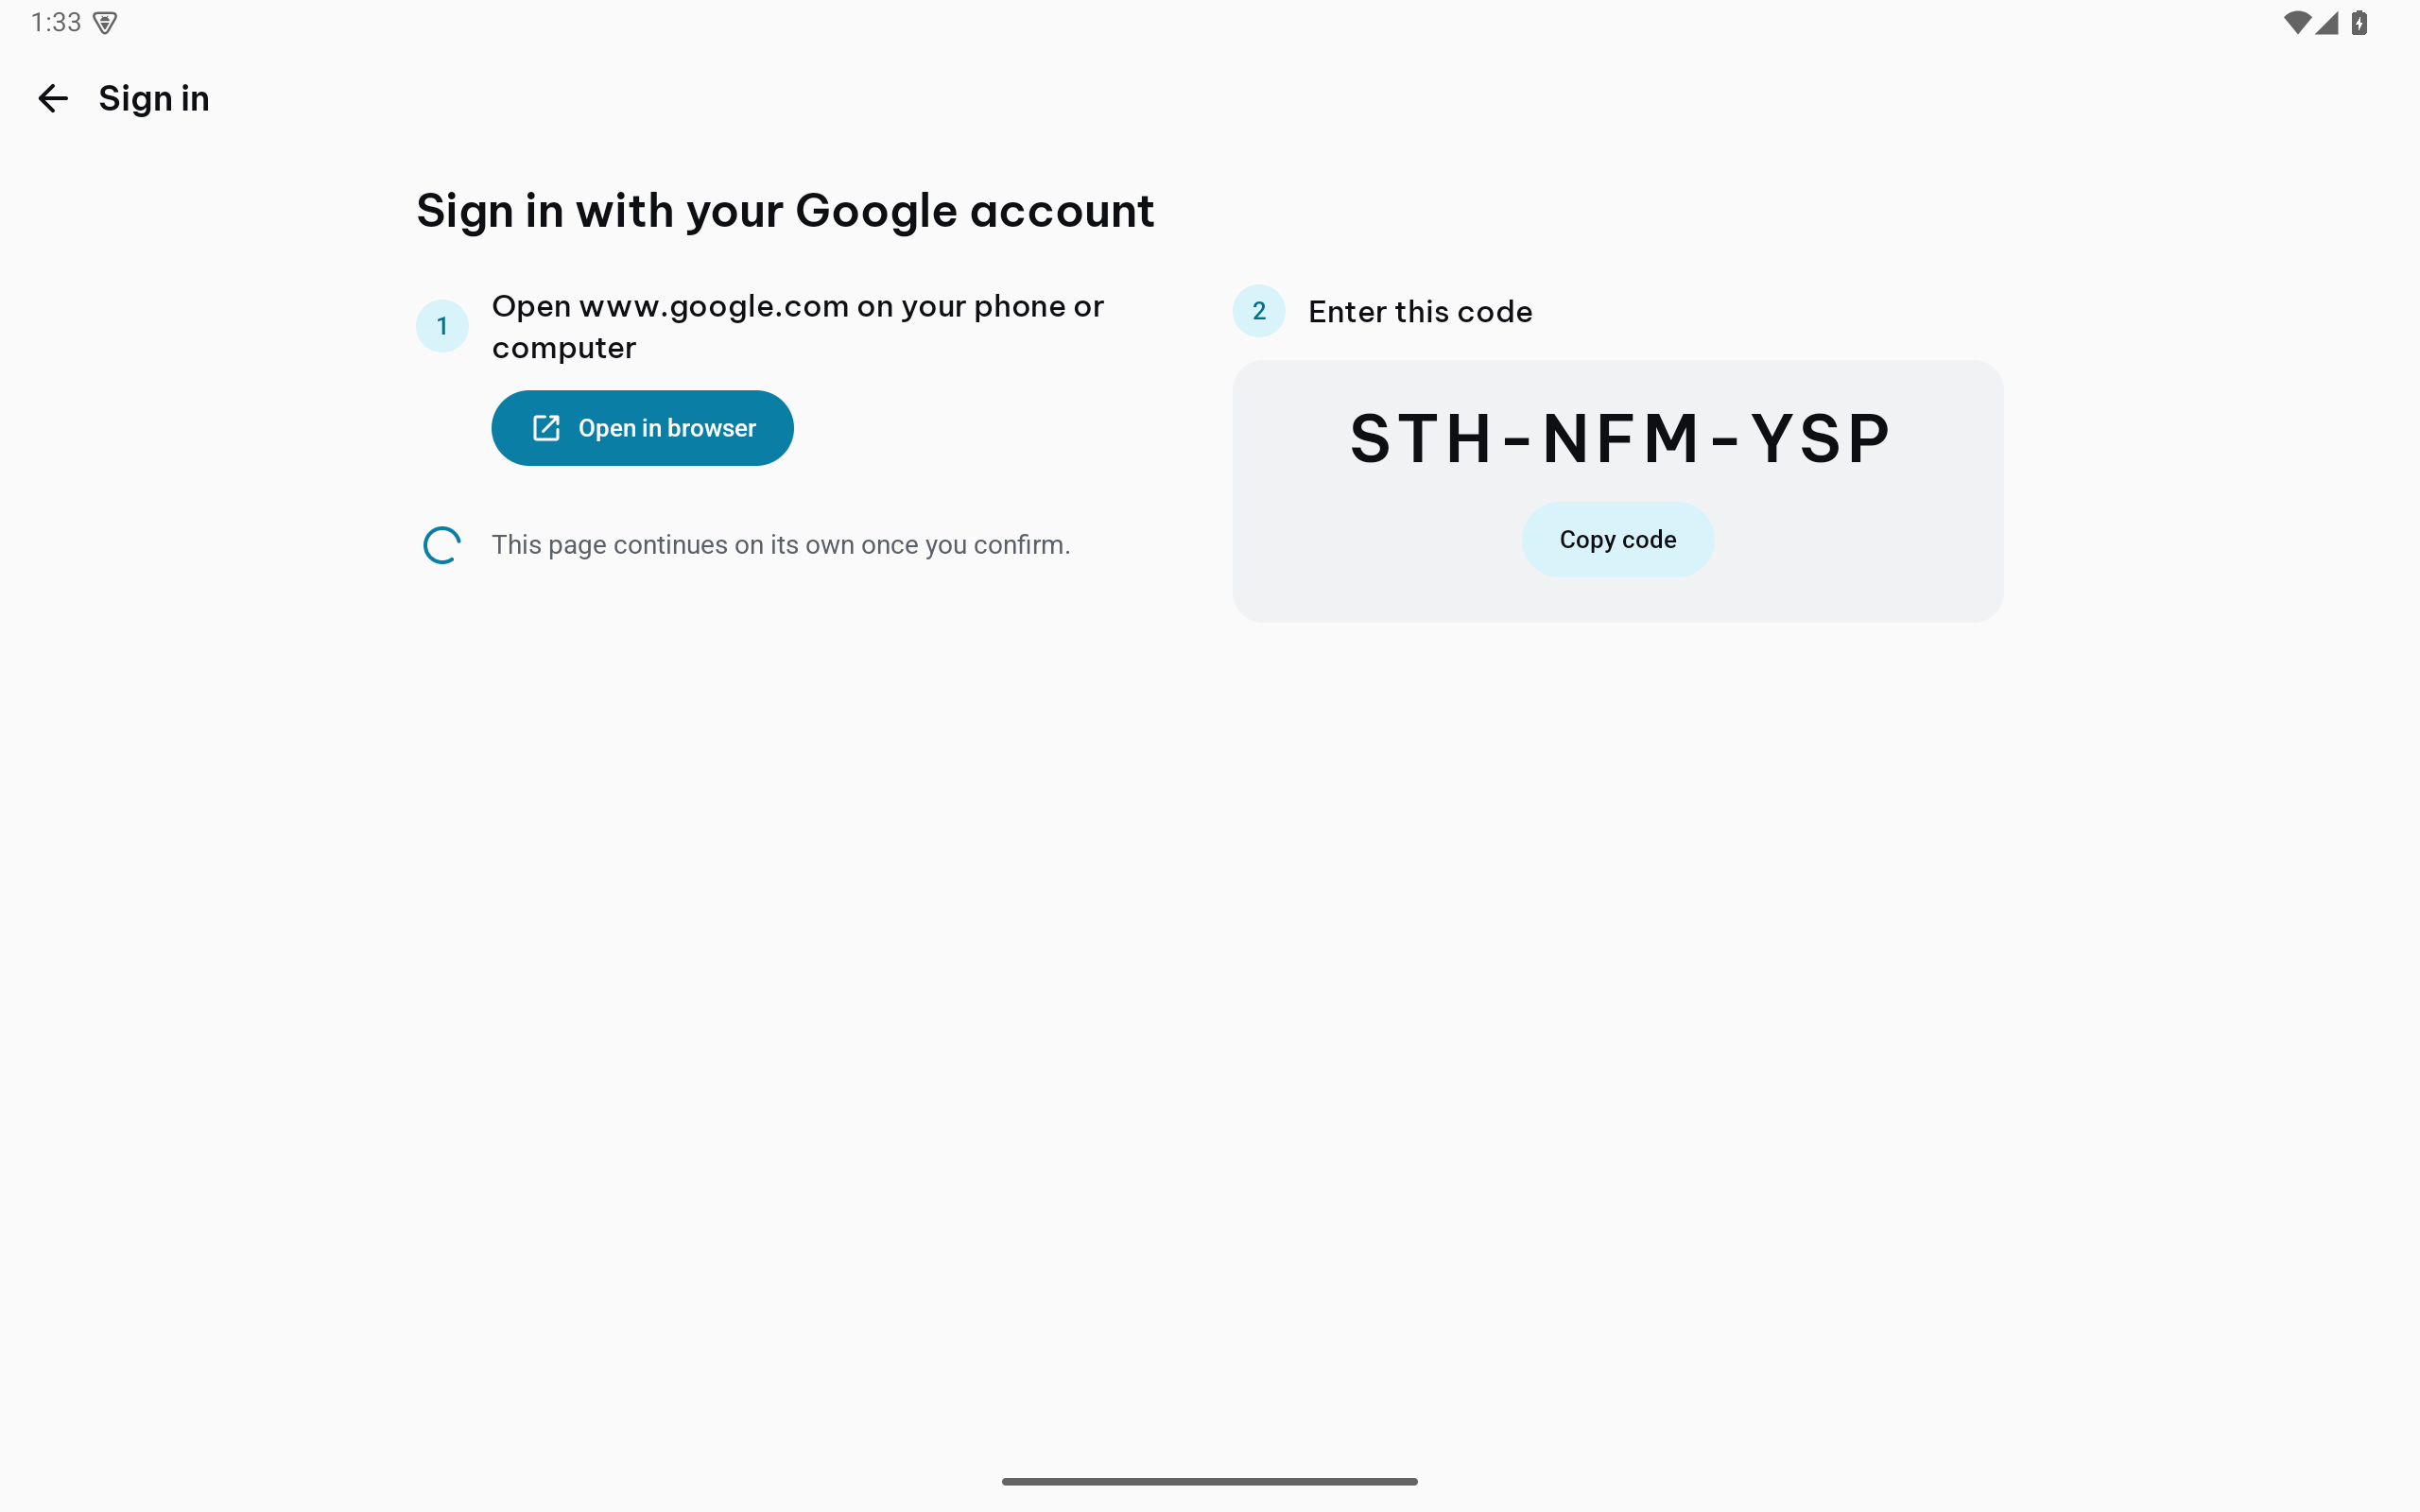 1:33
Sign in
Sign in with your Google account
1
Open www.google.com on your phone or
computer
Open in browser
This page continues on its own once you confirm.
2
Enter this code
STH-NFM-YSP
Copy code